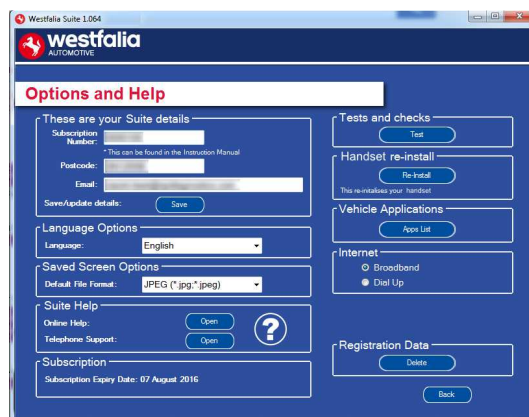 Westfalia Suite 1.064
westfalia
AUTOMOTIVE
Options and Help
These are your Suite details
Subscription Number:
* This can be found in the Instruction Manual
Postcode:
Email:
Save/update details: Save
Language Options
Language: English
Saved Screen Options
Default File Format: JPEG (*.jpg;*.jpeg)
Suite Help
Online Help: Open
Telephone Support: Open
?
Subscription
Subscription Expiry Date: 07 August 2016
Tests and checks
Test
Handset re-install
Re-Install
This re-initalises your handset
Vehicle Applications
Apps List
Internet
Broadband
Dial Up
Registration Data
Delete
Back